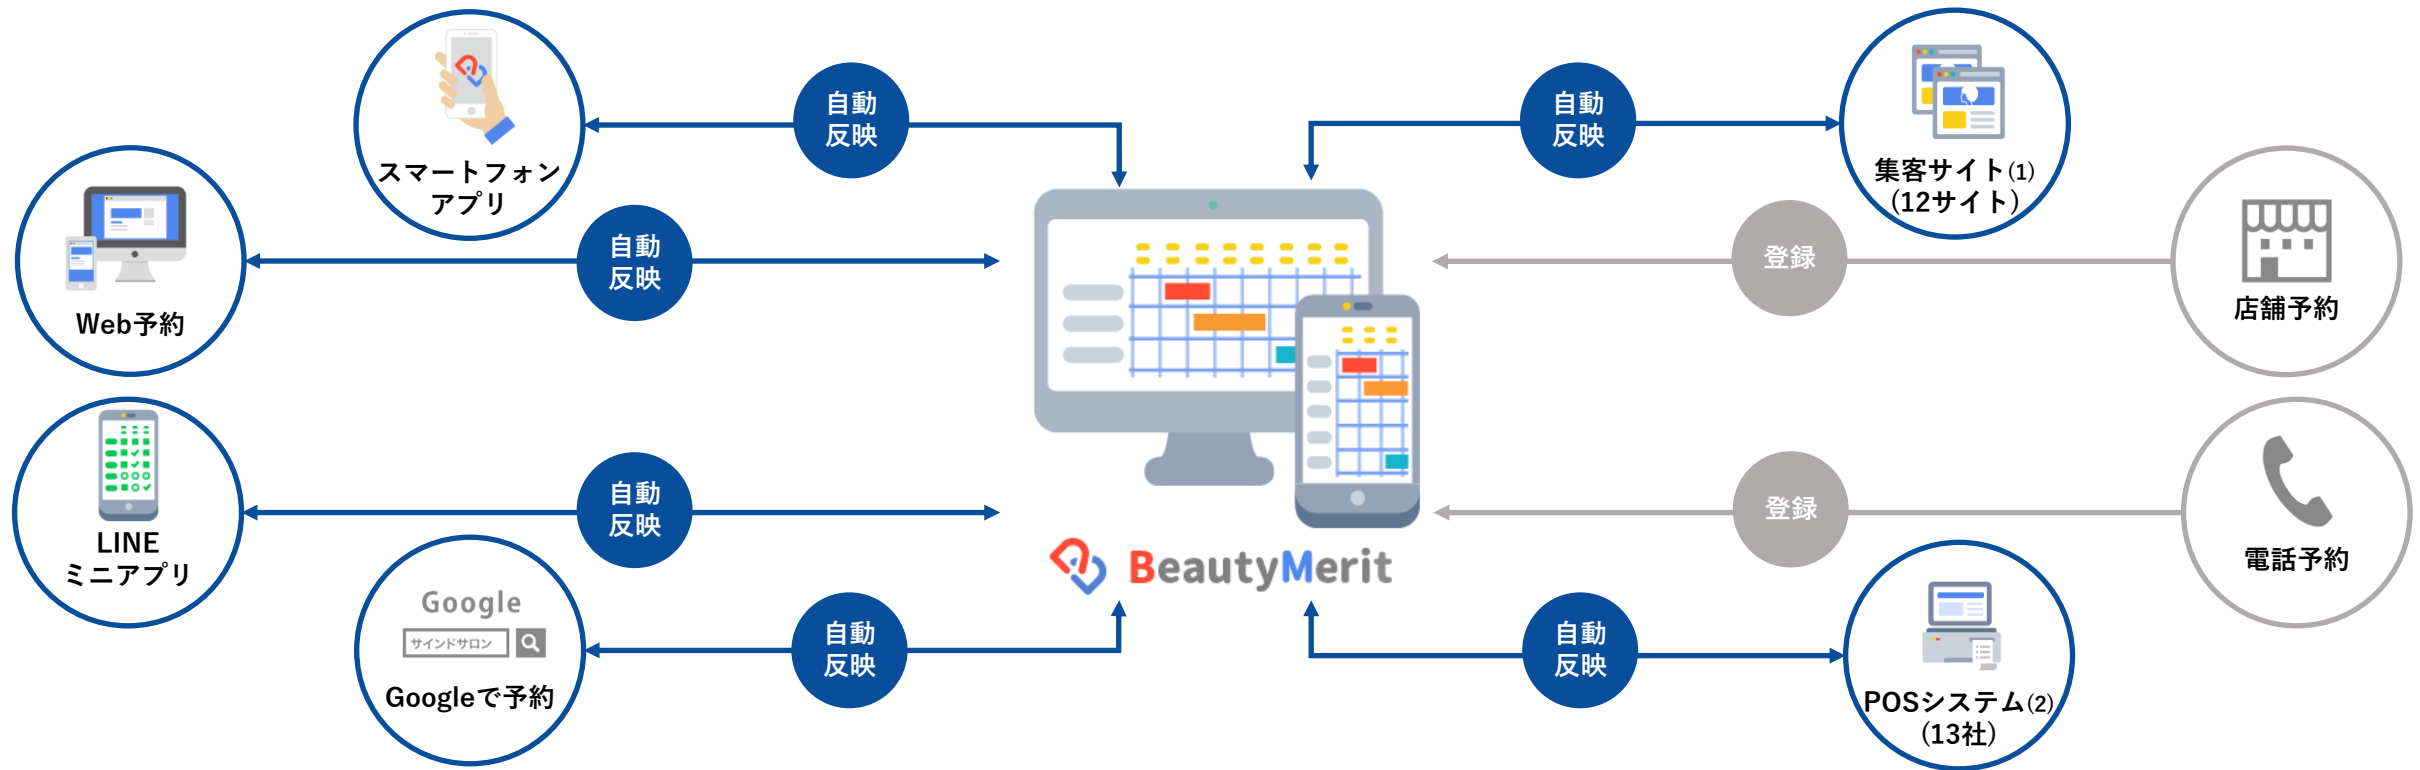 スマートフォン
アプリ
自動
反映
自動
反映
集客サイト(1)
(12サイト)
Web予約
自動
反映
登録
店舗予約
LINE
ミニアプリ
自動
反映
登録
電話予約
BeautyMerit
Google
サインドサロン
Googleで予約
自動
反映
自動
反映
POSシステム(2)
(13社)